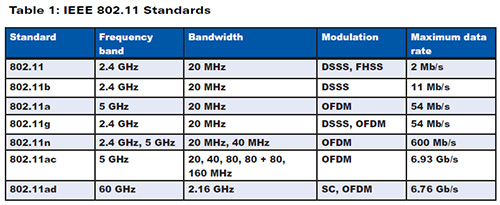 Table 1: IEEE 802.11 Standards
Standard Frequency band Bandwidth Modulation Maximum data rate
802.11 2.4 GHz 20 MHz DSSS, FHSS 2 Mb/s
802.11b 2.4 GHz 20 MHz DSSS 11 Mb/s
802.11a 5 GHz 20 MHz OFDM 54 Mb/s
802.11g 2.4 GHz 20 MHz DSSS, OFDM 54 Mb/s
802.11n 2.4 GHz, 5 GHz 20 MHz, 40 MHz OFDM 600 Mb/s
802.11ac 5 GHz 20, 40, 80, 80 + 80, 160 MHz OFDM 6.93 Gb/s
802.11ad 60 GHz 2.16 GHz SC, OFDM 6.76 Gb/s